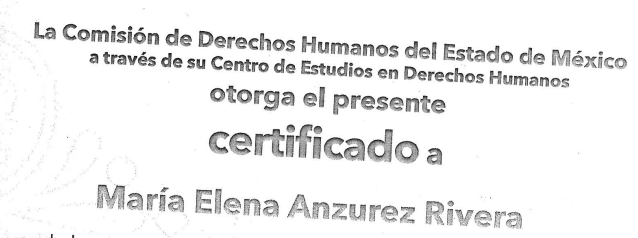 La Comisión de Derechos Humanos del Estado de México
a través de su Centro de Estudios en Derechos Humanos
otorga el presente
certificado a
María Elena Anzurez Rivera